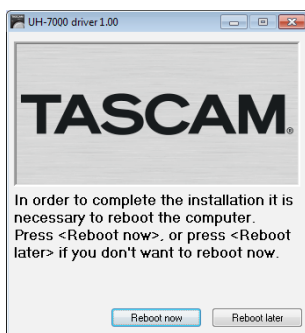 UH-7000 driver 1.00
TASCAM®
In order to complete the installation it is
necessary to reboot the computer.
Press <Reboot now>, or press <Reboot
later> if you don't want to reboot now.
Reboot now Reboot later